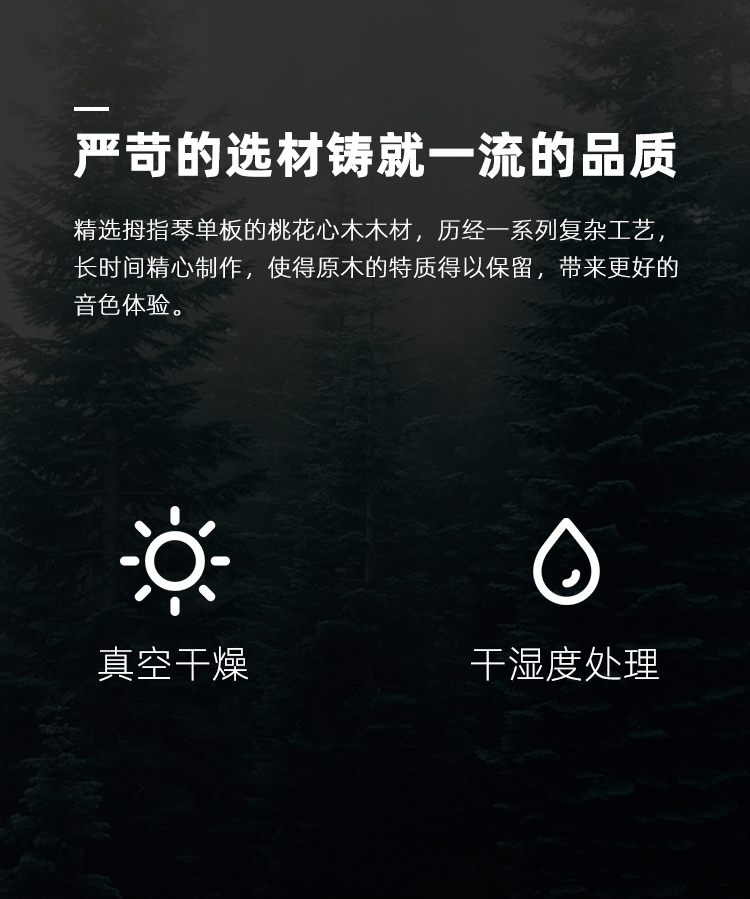 严苛的选材铸就一流的品质
精选拇指琴单板的桃花心木木材，历经一系列复杂工艺，
长时间精心制作，使得原木的特质得以保留，带来更好的
音色体验。
真空干燥
干湿度处理